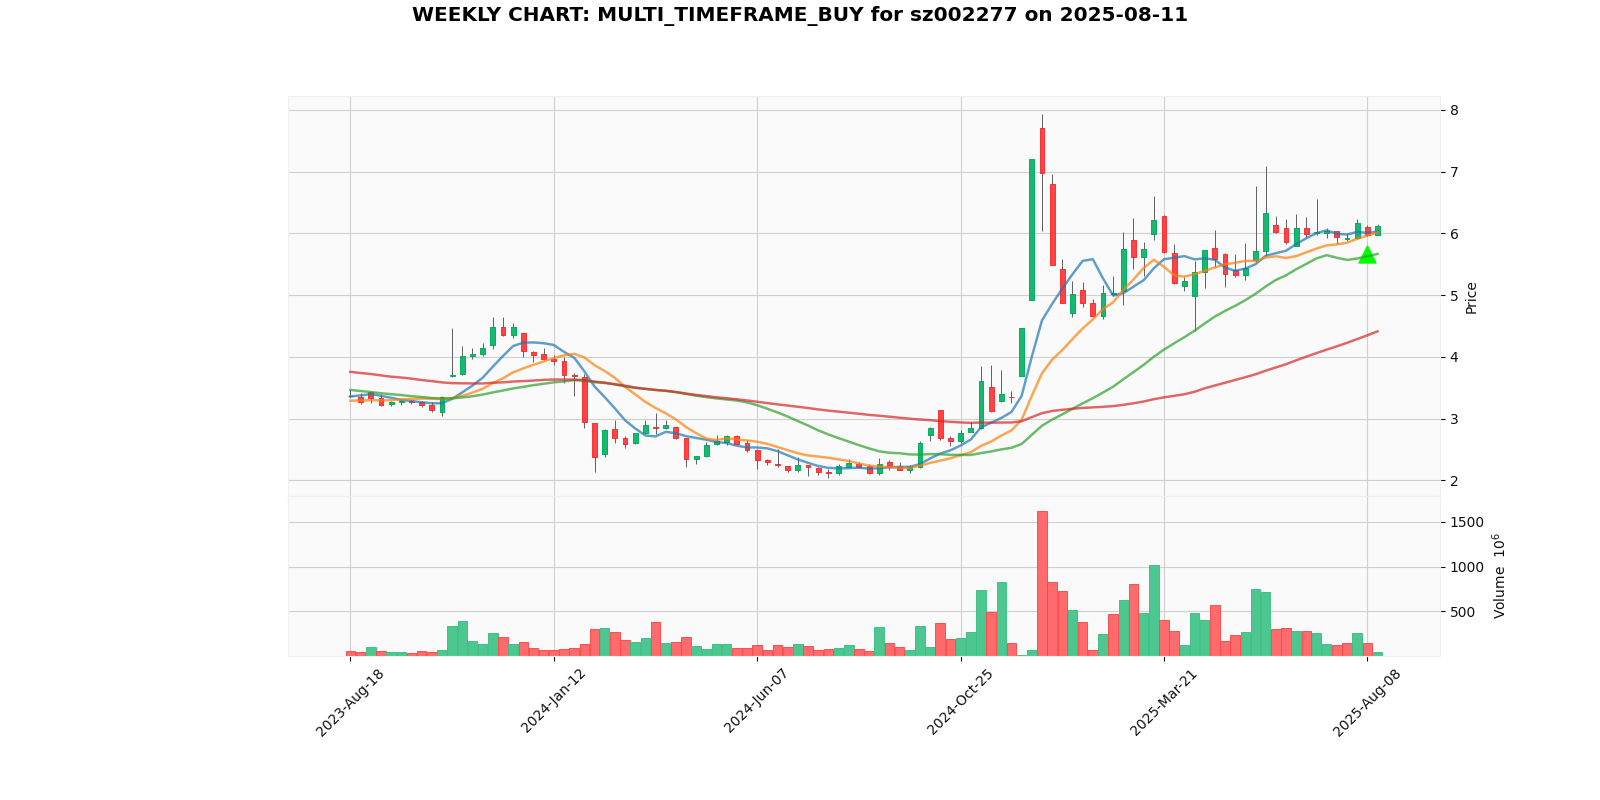 WEEKLY CHART: MULTI_TIMEFRAME_BUY for sz002277 on 2025-08-11
8
7
6
5
4
3
2
Price
1500
1000
500
Volume 10^6
2023-Aug-18
2024-Jan-12
2024-Jun-07
2024-Oct-25
2025-Mar-21
2025-Aug-08